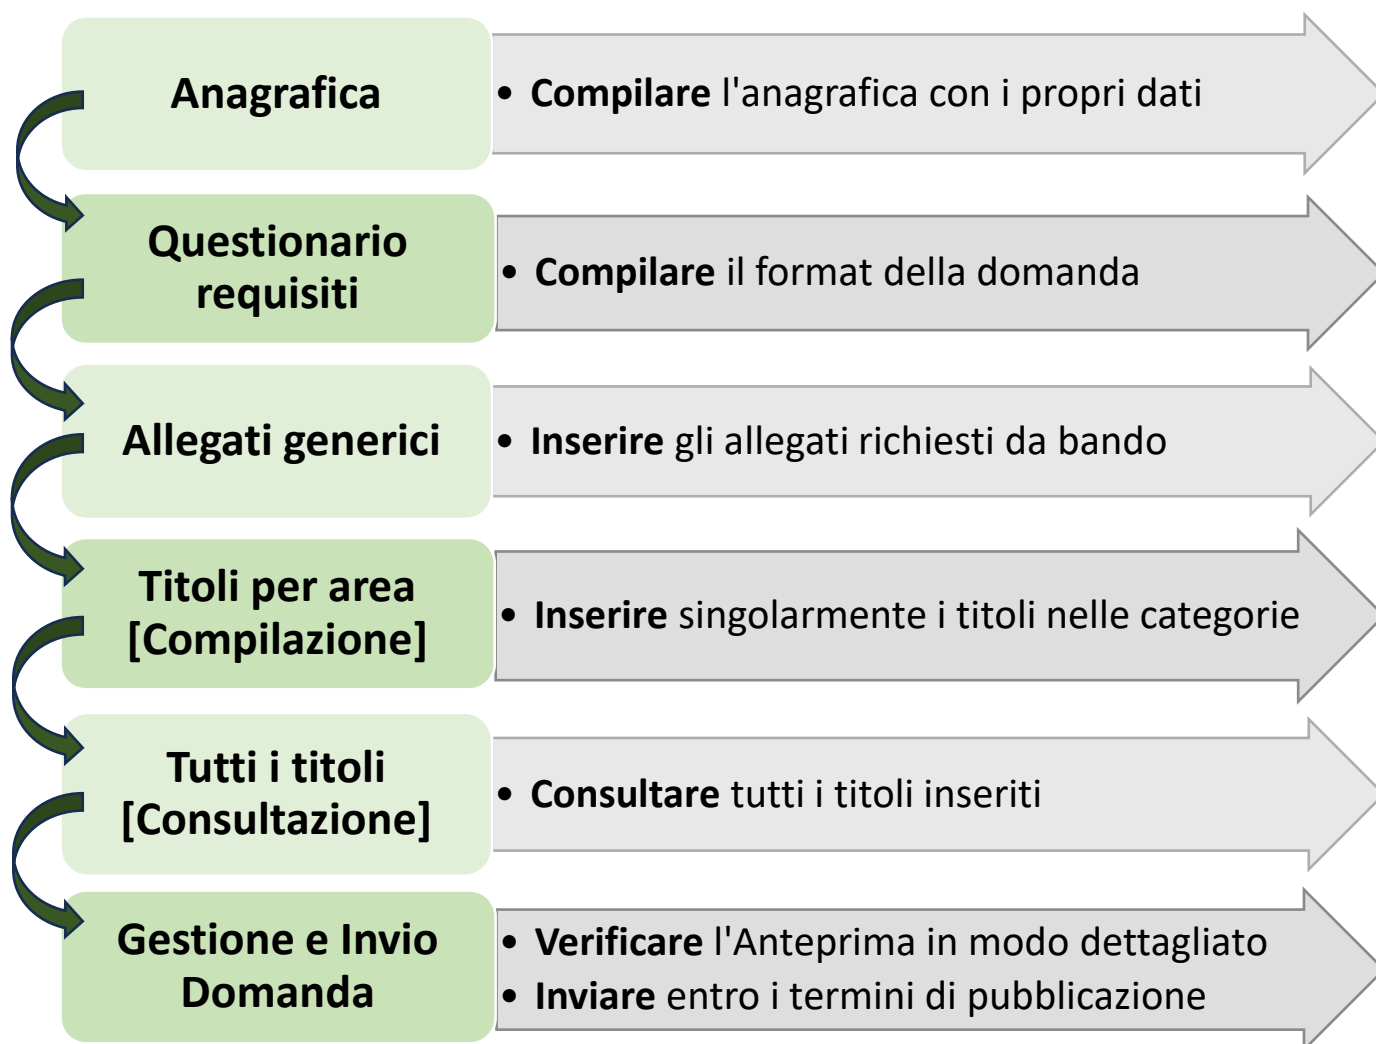 Anagrafica
• Compilare l'anagrafica con i propri dati
Questionario
requisiti
• Compilare il format della domanda
Allegati generici
• Inserire gli allegati richiesti da bando
Titoli per area
[Compilazione]
• Inserire singolarmente i titoli nelle categorie
Tutti i titoli
[Consultazione]
• Consultare tutti i titoli inseriti
Gestione e Invio
Domanda
• Verificare l'Anteprima in modo dettagliato
• Inviare entro i termini di pubblicazione